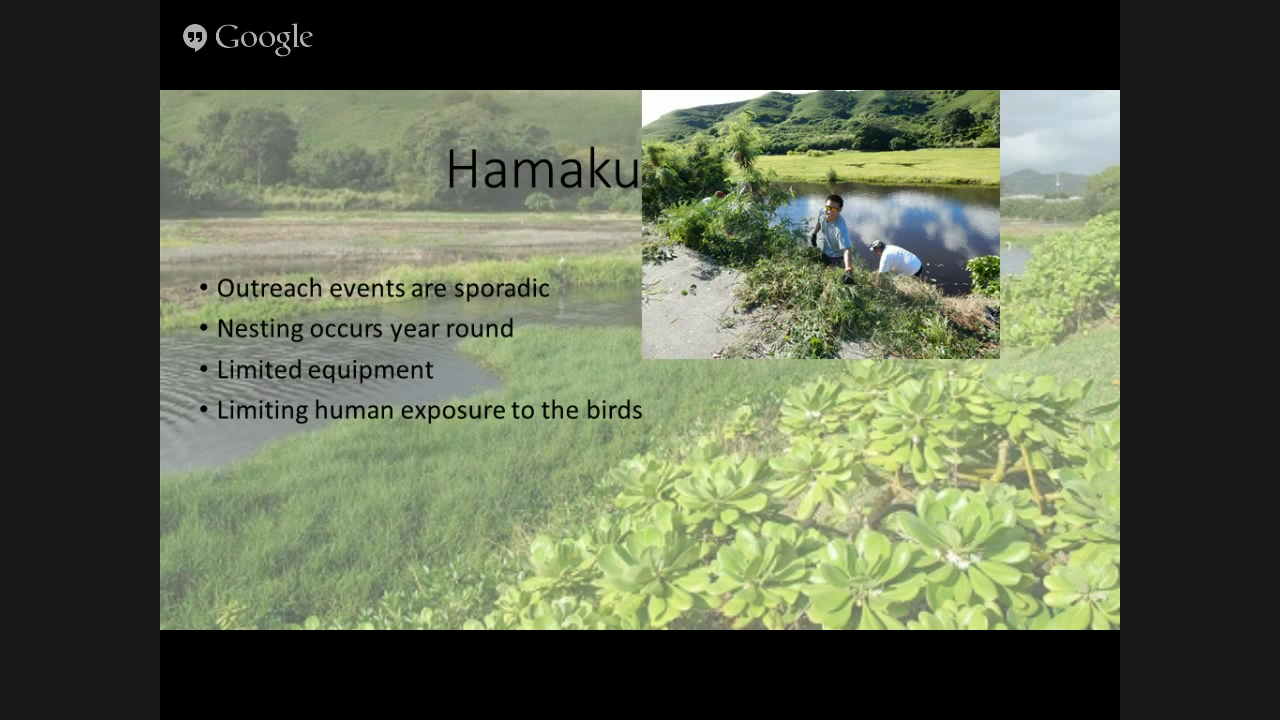 Google
Hamaku
• Outreach events are sporadic
• Nesting occurs year round
• Limited equipment
• Limiting human exposure to the birds